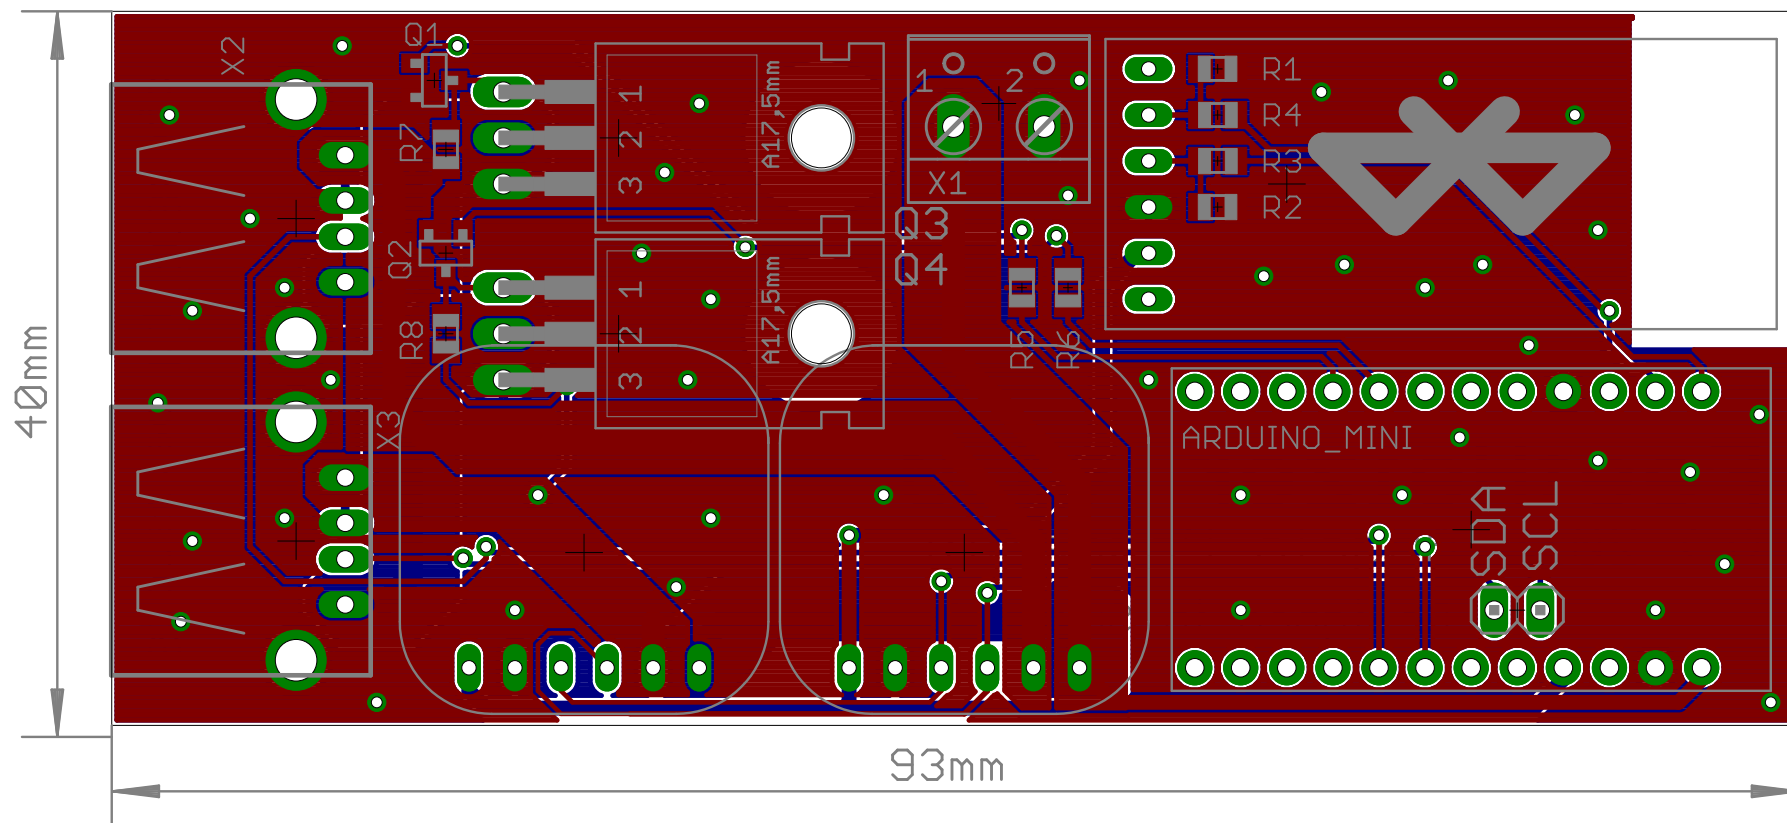 X2
Q1
R7
Q2
R8
1
2
3
A17,5mm
1
2
3
A17,5mm
Q3
Q4
1
2
X1
R5
R6
R1
R4
R3
R2
X3
ARDUINO_MINI
SDA
SCL
40mm
93mm